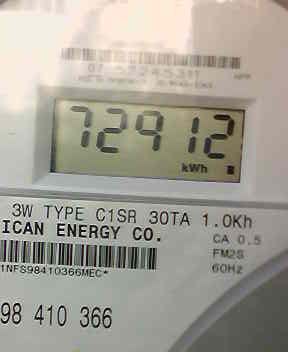 72912
kWh
3W TYPE C1SR 30TA 1.0Kh
ICAN ENERGY CO.
CA 0.5
FM2S
60Hz
1NFS98410366MEC*
98 410 366